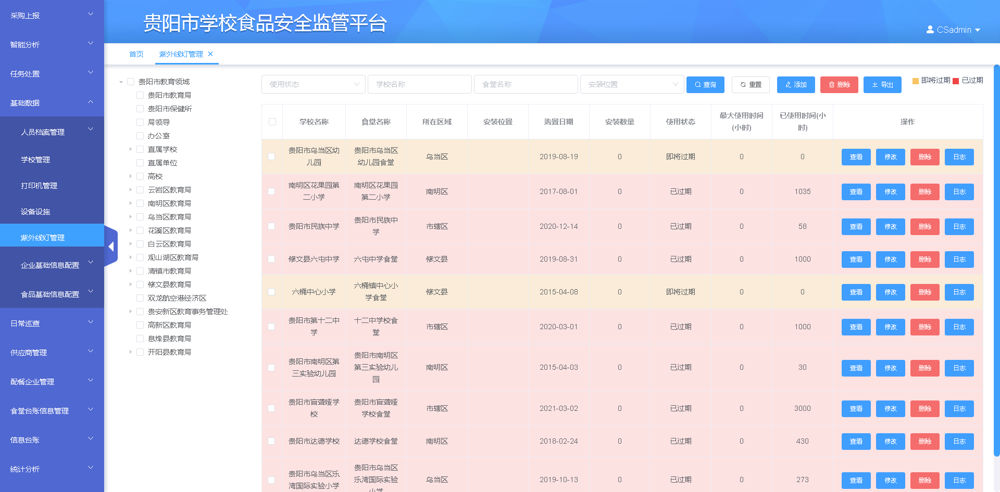 贵阳市学校食品安全监管平台
CSadmin
采购上报
智能分析
任务处置
基础数据
人员档案管理
学校管理
打印机管理
设备设施
紫外线灯管理
企业基础信息配置
食品基础信息配置
日常巡查
供应商管理
配餐企业管理
食堂台账信息管理
信息台账
统计分析
首页 紫外线灯管理
贵阳市教育领域
贵阳市教育局
贵阳市保健所
局领导
办公室
直属学校
直属单位
高校
云岩区教育局
南明区教育局
乌当区教育局
花溪区教育局
白云区教育局
观山湖区教育局
清镇市教育局
修文县教育局
双龙航空港经济区
贵安新区教育事务管理处
高新区教育局
息烽县教育局
开阳县教育局
使用状态 学校名称 食堂名称 安装位置 查询 重置 添加 删除 导出 即将过期 已过期
学校名称 食堂名称 所在区域 安装位置 购置日期 安装数量 使用状态 最大使用时间(小时) 已使用时间(小时) 操作
贵阳市乌当区幼儿园 贵阳市乌当区幼儿园食堂 乌当区 2019-08-19 0 即将过期 0 0 查看 修改 删除 日志
南明区花果园第二小学 南明区花果园第二小学 南明区 2017-08-01 0 已过期 0 1035 查看 修改 删除 日志
贵阳市民族中学 贵阳市民族中学 市辖区 2020-12-14 0 已过期 0 58 查看 修改 删除 日志
修文县六屯中学 六屯中学食堂 修文县 2019-08-31 0 已过期 0 1000 查看 修改 删除 日志
六桶中心小学 六桶镇中心小学食堂 修文县 2015-04-08 0 即将过期 0 0 查看 修改 删除 日志
贵阳市第十二中学 十二中学校食堂 市辖区 2020-03-01 0 已过期 0 1000 查看 修改 删除 日志
贵阳市南明区第三实验幼儿园 贵阳市南明区第三实验幼儿园 南明区 2015-04-03 0 已过期 0 30 查看 修改 删除 日志
贵阳市盲聋哑学校 贵阳市盲聋哑学校食堂 市辖区 2021-03-02 0 已过期 0 3000 查看 修改 删除 日志
贵阳市达德学校 达德学校食堂 南明区 2018-02-24 0 已过期 0 430 查看 修改 删除 日志
贵阳市乌当区乐湾国际实验小学 贵阳市乌当区乐湾国际实验小学 乌当区 2019-10-13 0 已过期 0 273 查看 修改 删除 日志